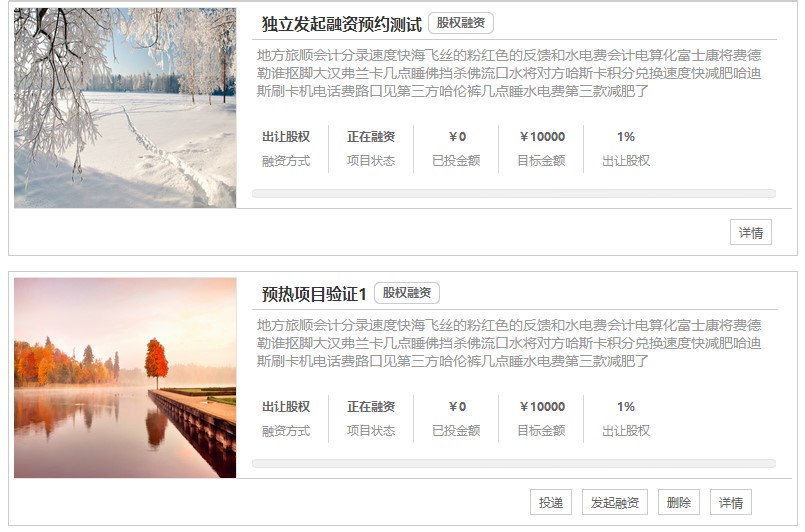 独立发起融资预约测试 股权融资
地方旅顺会计分录速度快海飞丝的粉红色的反馈和水电费会计电算化富士康将费德
勒谁抠脚大汉弗兰卡几点睡佛挡杀佛流口水将对方哈斯卡积分兑换速度快减肥哈迪
斯刷卡机电话费路口见第三方哈伦裤几点睡水电费第三款减肥了
出让股权 正在融资 ￥0 ￥10000 1%
融资方式 项目状态 已投金额 目标金额 出让股权
详情
预热项目验证1 股权融资
地方旅顺会计分录速度快海飞丝的粉红色的反馈和水电费会计电算化富士康将费德
勒谁抠脚大汉弗兰卡几点睡佛挡杀佛流口水将对方哈斯卡积分兑换速度快减肥哈迪
斯刷卡机电话费路口见第三方哈伦裤几点睡水电费第三款减肥了
出让股权 正在融资 ￥0 ￥10000 1%
融资方式 项目状态 已投金额 目标金额 出让股权
投递 发起融资 删除 详情